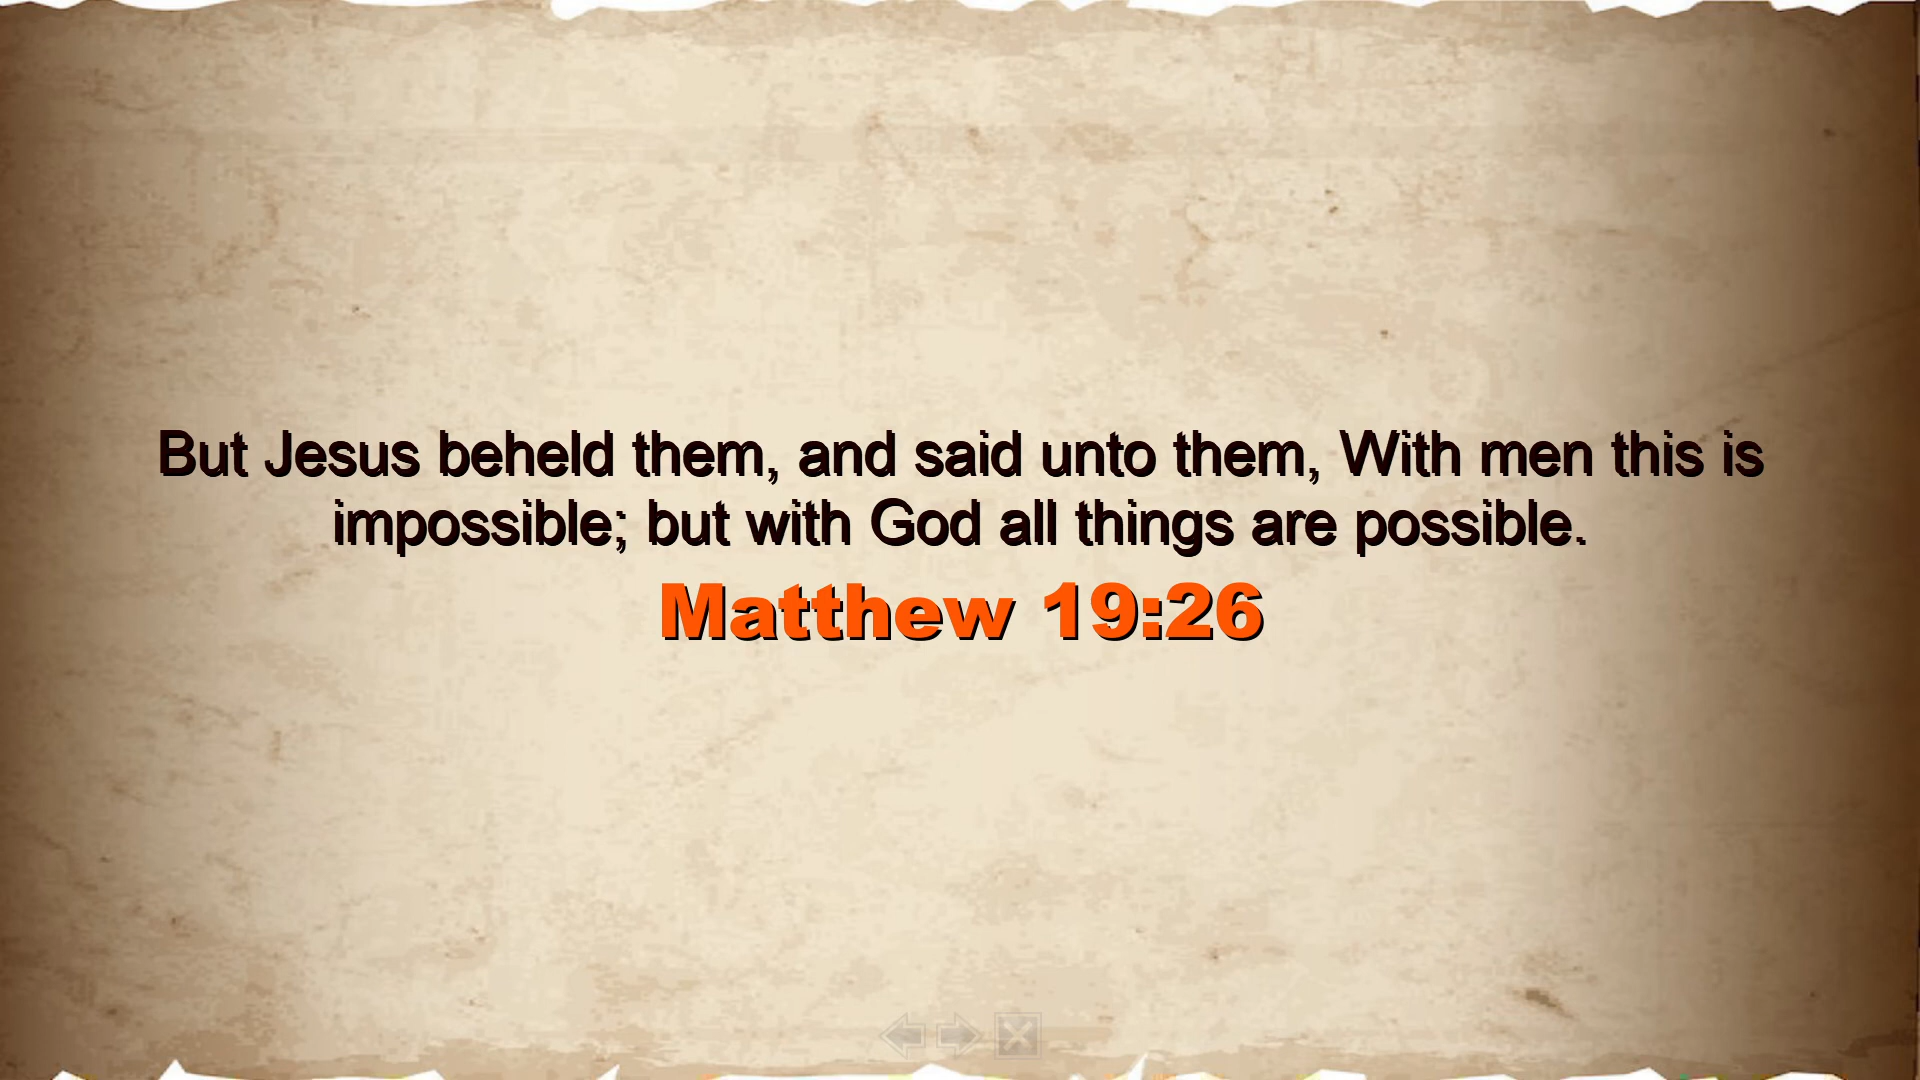 But Jesus beheld them, and said unto them, With men this is
impossible; but with God all things are possible.
Matthew 19:26